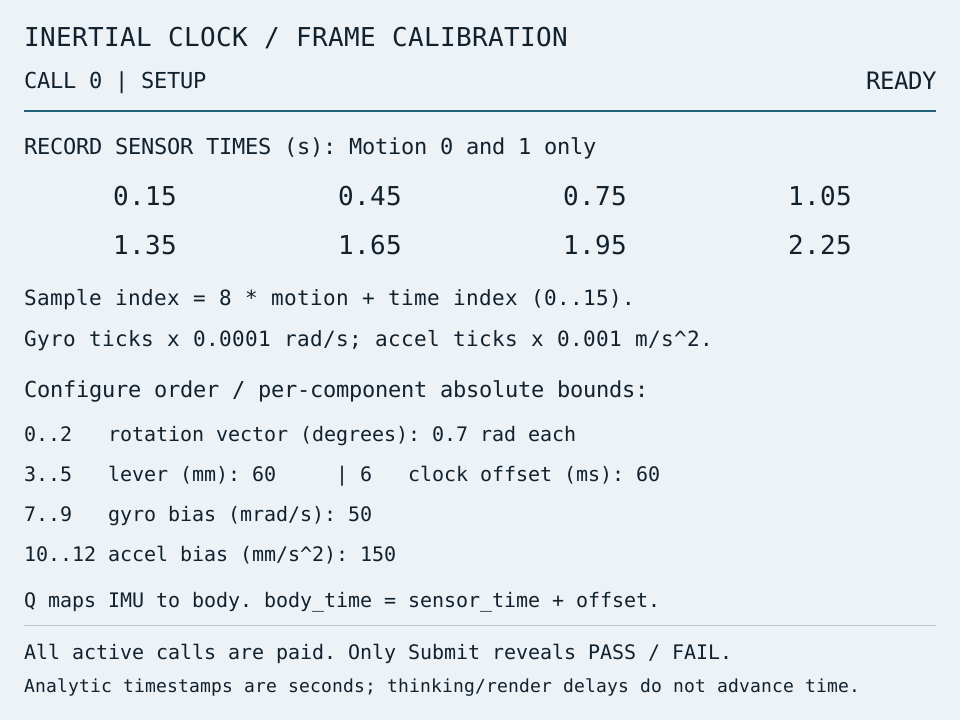 INERTIAL CLOCK / FRAME CALIBRATION
CALL 0 | SETUP READY
RECORD SENSOR TIMES (s): Motion 0 and 1 only
0.15 0.45 0.75 1.05
1.35 1.65 1.95 2.25
Sample index = 8 * motion + time index (0..15).
Gyro ticks x 0.0001 rad/s; accel ticks x 0.001 m/s^2.
Configure order / per-component absolute bounds:
0..2 rotation vector (degrees): 0.7 rad each
3..5 lever (mm): 60 | 6 clock offset (ms): 60
7..9 gyro bias (mrad/s): 50
10..12 accel bias (mm/s^2): 150
Q maps IMU to body. body_time = sensor_time + offset.
All active calls are paid. Only Submit reveals PASS / FAIL.
Analytic timestamps are seconds; thinking/render delays do not advance time.